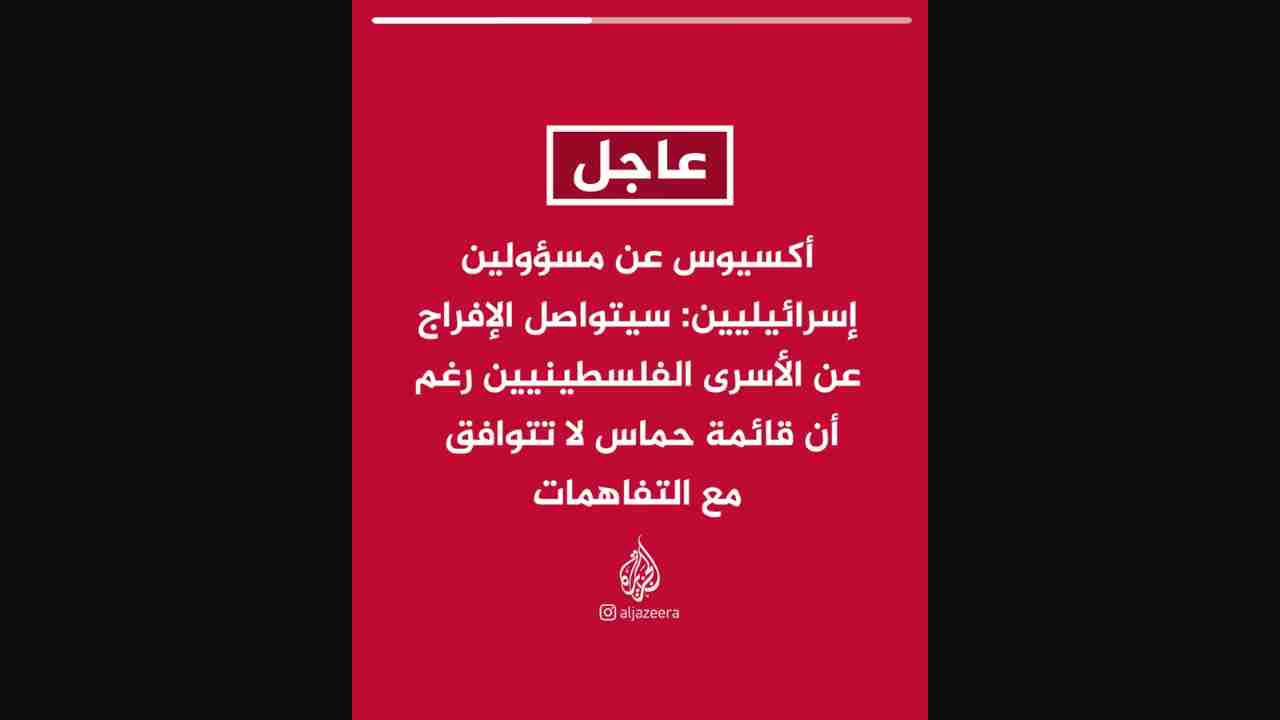 عاجل
أكسيوس عن مسؤولين
إسرائيليين: سيتواصل الإفراج
عن الأسرى الفلسطينيين رغم
أن قائمة حماس لا تتوافق
مع التفاهمات
الجزيرة
aljazeera